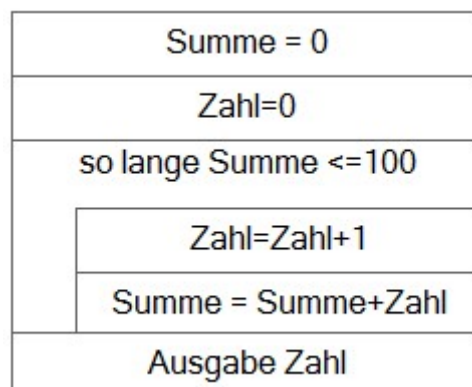 Summe = 0
Zahl=0
so lange Summe <=100
Zahl=Zahl+1
Summe = Summe+Zahl
Ausgabe Zahl